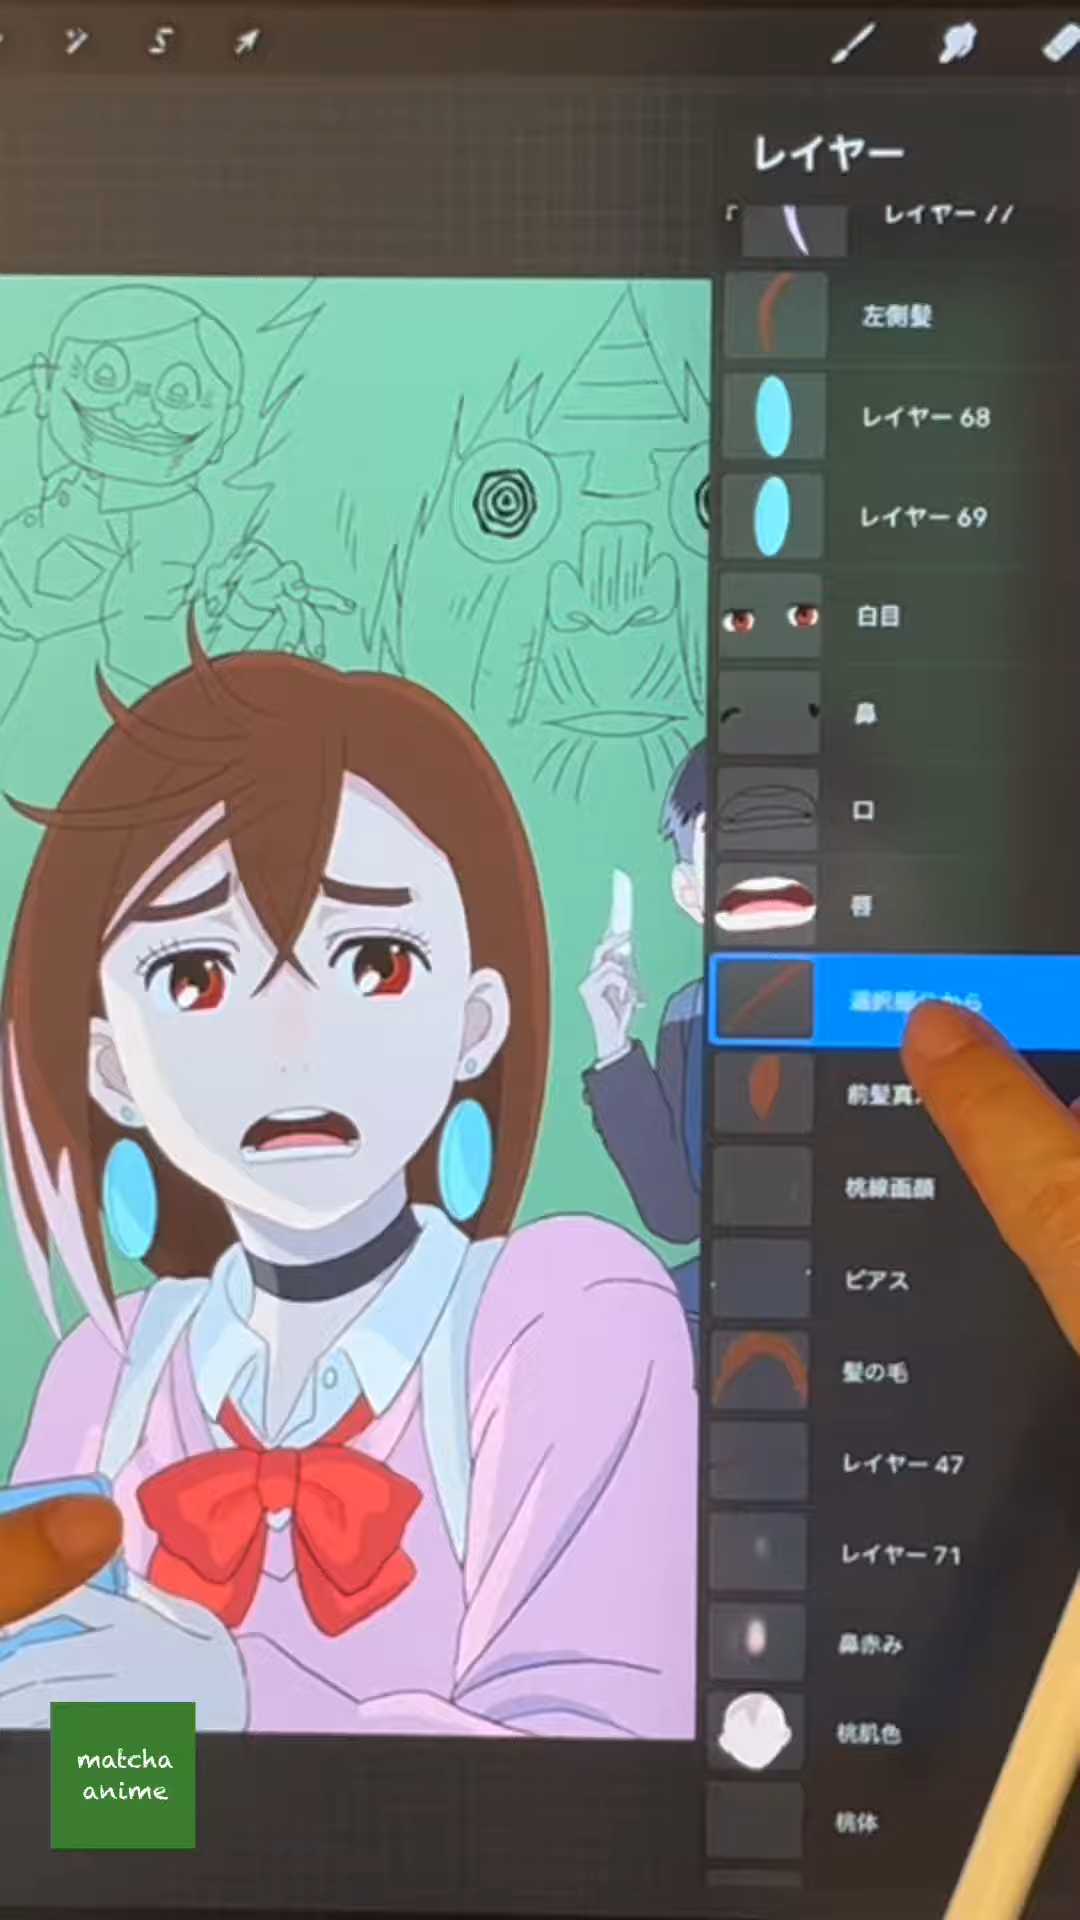 レイヤー
レイヤー //
左側髪
レイヤー 68
レイヤー 69
白目
鼻
口
唇
選択部分から
前髪真
桃線画顔
ピアス
髪の毛
レイヤー 47
レイヤー 71
鼻赤み
桃肌色
桃体
matcha
anime